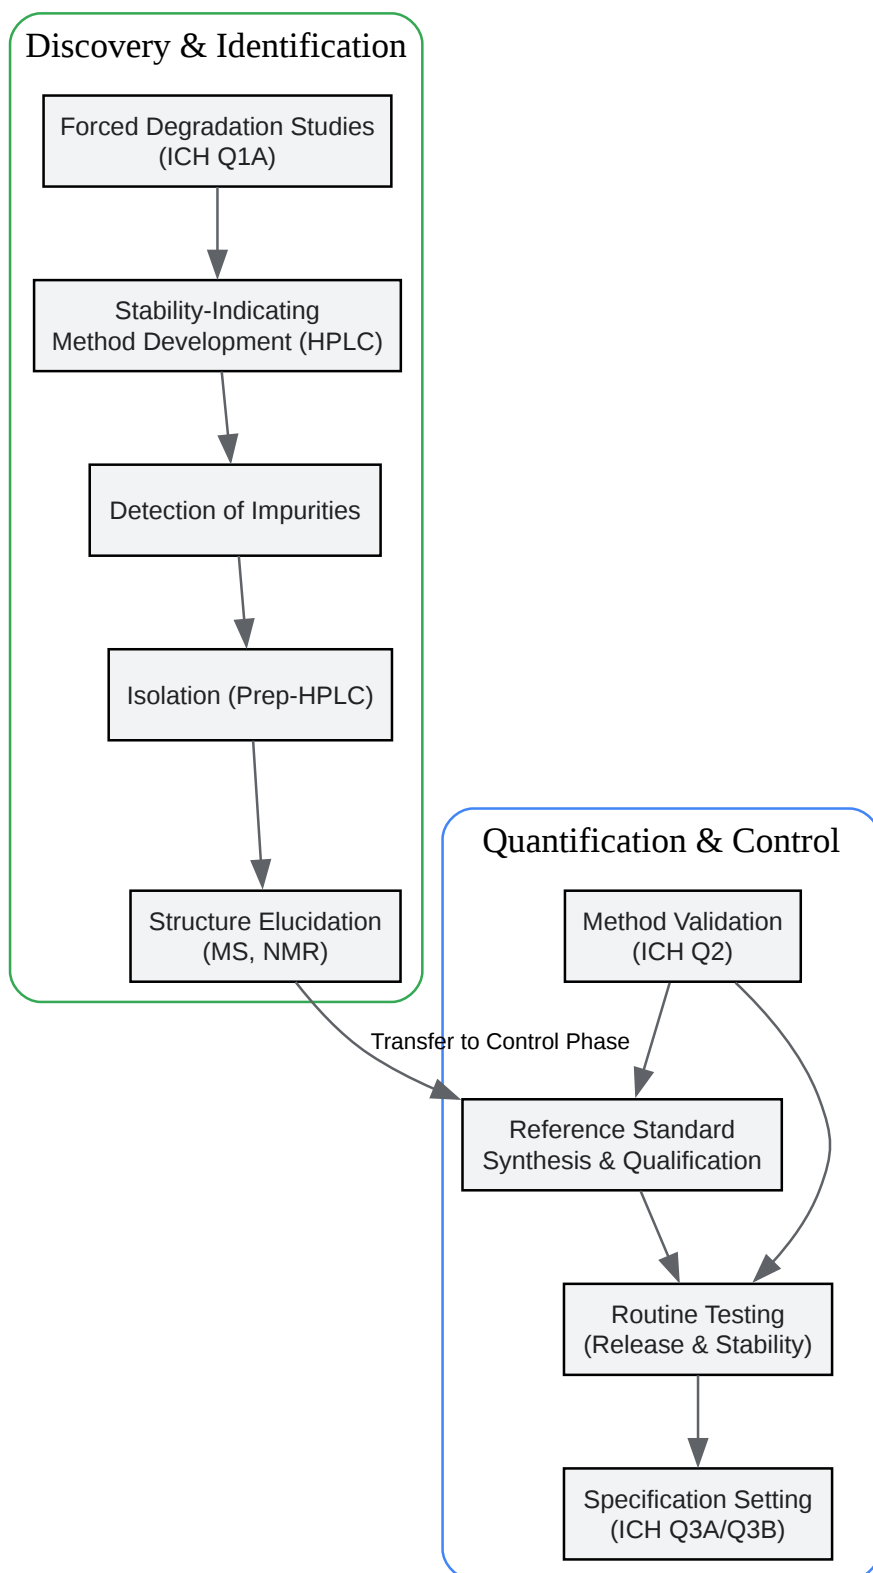 Discovery & Identification
Forced Degradation Studies
(ICH Q1A)
Stability-Indicating
Method Development (HPLC)
Detection of Impurities
Isolation (Prep-HPLC)
Structure Elucidation
(MS, NMR)
Transfer to Control Phase
Quantification & Control
Method Validation
(ICH Q2)
Reference Standard
Synthesis & Qualification
Routine Testing
(Release & Stability)
Specification Setting
(ICH Q3A/Q3B)